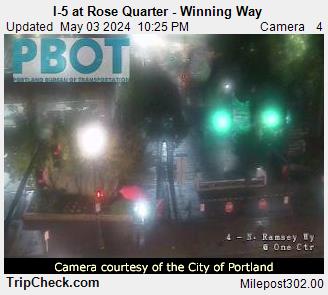 I-5 at Rose Quarter - Winning Way
Updated May 03 2024 10:25 PM Camera 4
PBOT
PORTLAND BUREAU OF TRANSPORTATION
4 - N. Ramsey Wy
@ One Ctr
Camera courtesy of the City of Portland
TripCheck.com Milepost302.00